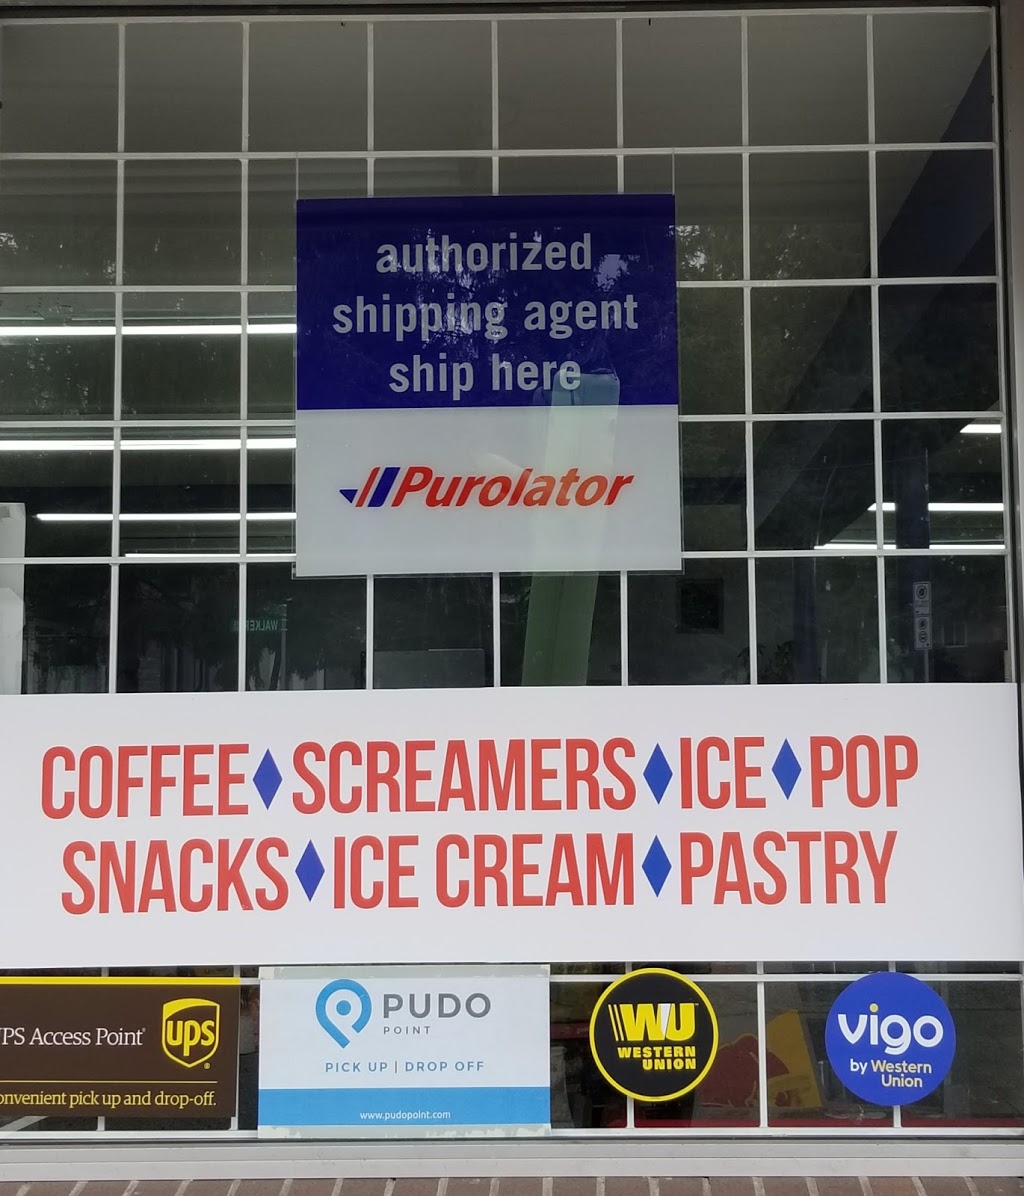 authorized
shipping agent
ship here
Purolator
WALKER
COFFEE♦SCREAMERS♦ICE♦POP
SNACKS♦ICE CREAM♦PASTRY
UPS Access Point®
ups
onvenient pick up and drop-off.
PUDO
POINT
PICK UP | DROP OFF
www.pudopoint.com
WU
WESTERN
UNION
vigo
by Western
Union